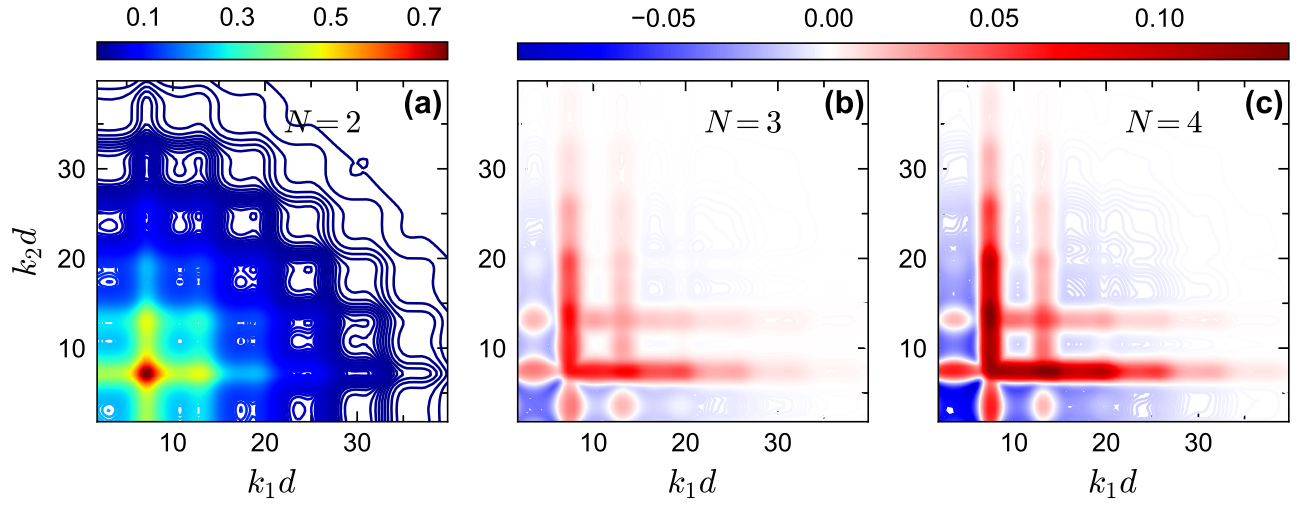 0.1 0.3 0.5 0.7
−0.05 0.00 0.05 0.10
(a) (b) (c)
N = 2 N = 3 N = 4
30 30 30
k₂d
20 20 20
10 10 10
10 20 30 10 20 30 10 20 30
k₁d k₁d k₁d